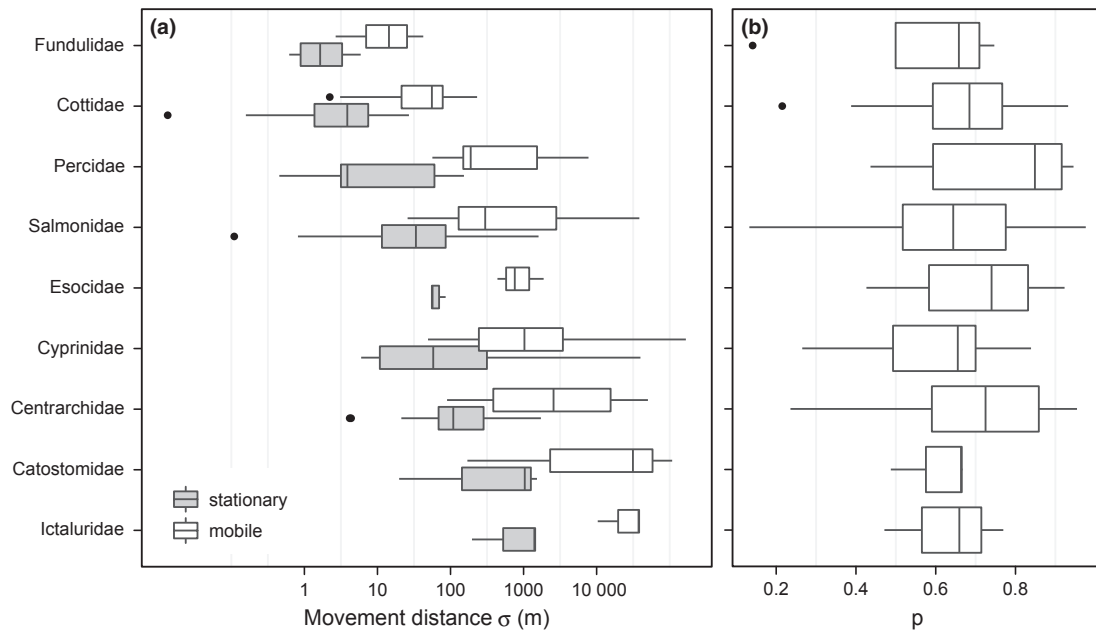 (a)
(b)
Fundulidae
Cottidae
Percidae
Salmonidae
Esocidae
Cyprinidae
Centrarchidae
Catostomidae
Ictaluridae
stationary
mobile
1 10 100 1000 10 000
Movement distance σ (m)
0.2 0.4 0.6 0.8
p